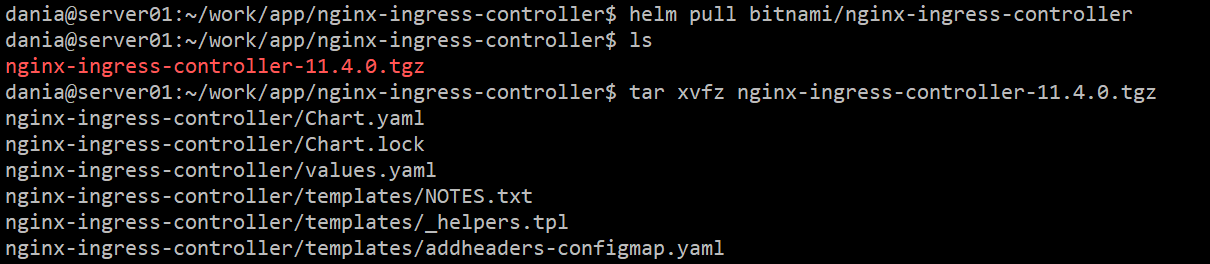 dania@server01:~/work/app/nginx-ingress-controller$ helm pull bitnami/nginx-ingress-controller
dania@server01:~/work/app/nginx-ingress-controller$ ls
nginx-ingress-controller-11.4.0.tgz
dania@server01:~/work/app/nginx-ingress-controller$ tar xvfz nginx-ingress-controller-11.4.0.tgz
nginx-ingress-controller/Chart.yaml
nginx-ingress-controller/Chart.lock
nginx-ingress-controller/values.yaml
nginx-ingress-controller/templates/NOTES.txt
nginx-ingress-controller/templates/_helpers.tpl
nginx-ingress-controller/templates/addheaders-configmap.yaml